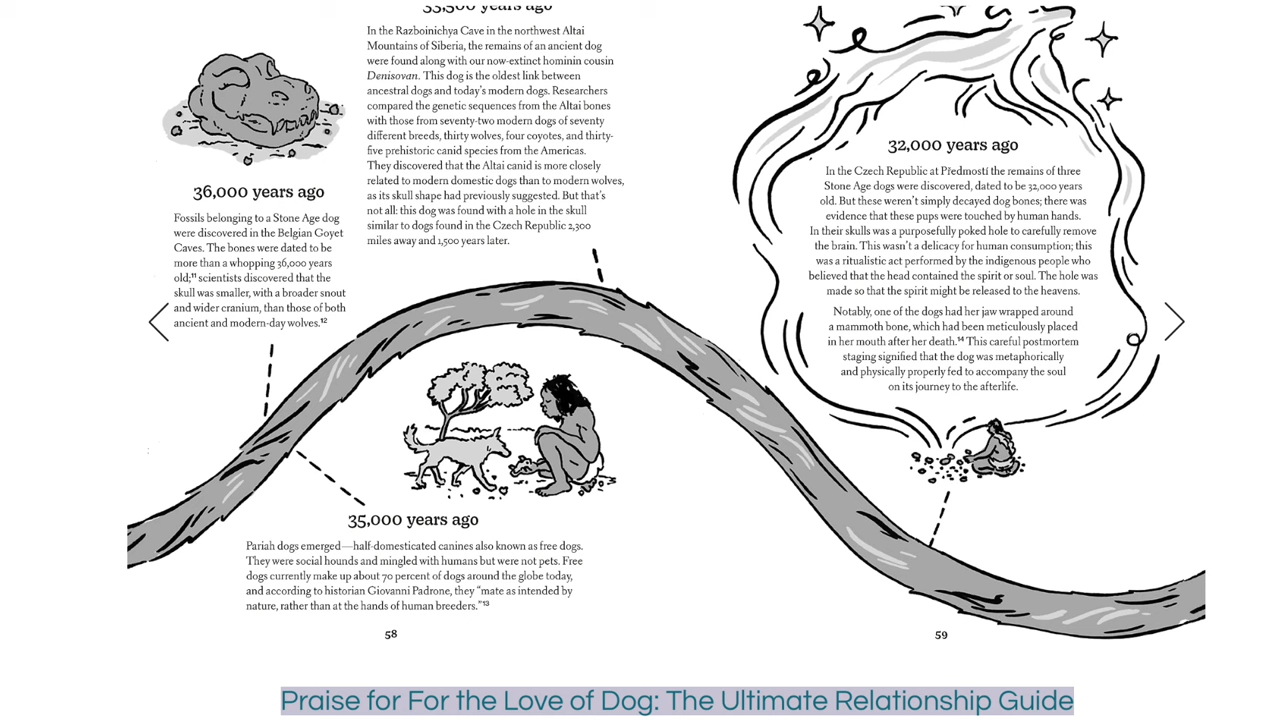 33,500 years ago
In the Razboinichya Cave in the northwest Altai
Mountains of Siberia, the remains of an ancient dog
were found along with our now-extinct hominin cousin
Denisovan. This dog is the oldest link between
ancestral dogs and today's modern dogs. Researchers
compared the genetic sequences from the Altai bones
with those from seventy-two modern dogs of seventy
different breeds, thirty wolves, four coyotes, and thirty-
five prehistoric canid species from the Americas.
They discovered that the Altai canid is more closely
related to modern domestic dogs than to modern wolves,
as its skull shape had previously suggested. But that's
not all: this dog was found with a hole in the skull
similar to dogs found in the Czech Republic 2,300
miles away and 1,500 years later.
36,000 years ago
Fossils belonging to a Stone Age dog
were discovered in the Belgian Goyet
Caves. The bones were dated to be
more than a whopping 36,000 years
old;¹¹ scientists discovered that the
skull was smaller, with a broader snout
and wider cranium, than those of both
ancient and modern-day wolves.¹²
35,000 years ago
Pariah dogs emerged—half-domesticated canines also known as free dogs.
They were social hounds and mingled with humans but were not pets. Free
dogs currently make up about 70 percent of dogs around the globe today,
and according to historian Giovanni Padrone, they “mate as intended by
nature, rather than at the hands of human breeders.”¹³
58
32,000 years ago
In the Czech Republic at Předmostí the remains of three
Stone Age dogs were discovered, dated to be 32,000 years
old. But these weren't simply decayed dog bones; there was
evidence that these pups were touched by human hands.
In their skulls was a purposefully poked hole to carefully remove
the brain. This wasn't a delicacy for human consumption; this
was a ritualistic act performed by the indigenous people who
believed that the head contained the spirit or soul. The hole was
made so that the spirit might be released to the heavens.
Notably, one of the dogs had her jaw wrapped around
a mammoth bone, which had been meticulously placed
in her mouth after her death.¹⁴ This careful postmortem
staging signified that the dog was metaphorically
and physically properly fed to accompany the soul
on its journey to the afterlife.
59
Praise for For the Love of Dog: The Ultimate Relationship Guide